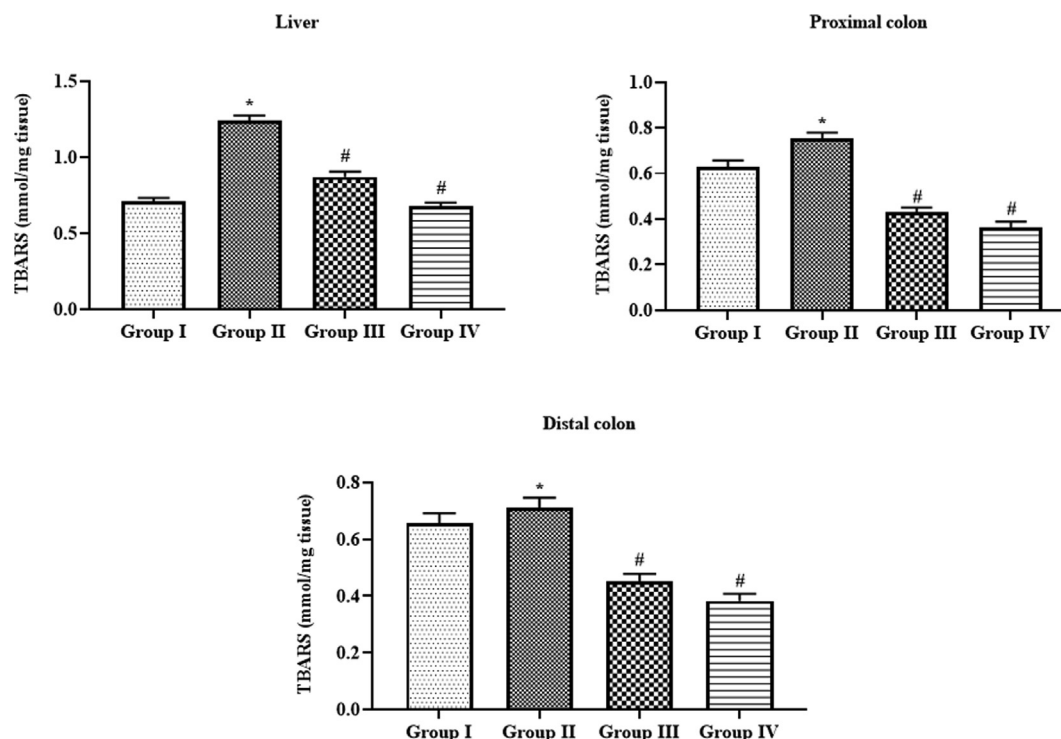 Liver
TBARS (mmol/mg tissue)
1.5
*
1.0
#
#
0.5
0.0
Group I Group II Group III Group IV
Proximal colon
TBARS (mmol/mg tissue)
1.0
*
0.8
0.6
#
#
0.4
0.2
0.0
Group I Group II Group III Group IV
Distal colon
TBARS (mmol/mg tissue)
0.8
*
0.6
#
#
0.4
0.2
0.0
Group I Group II Group III Group IV